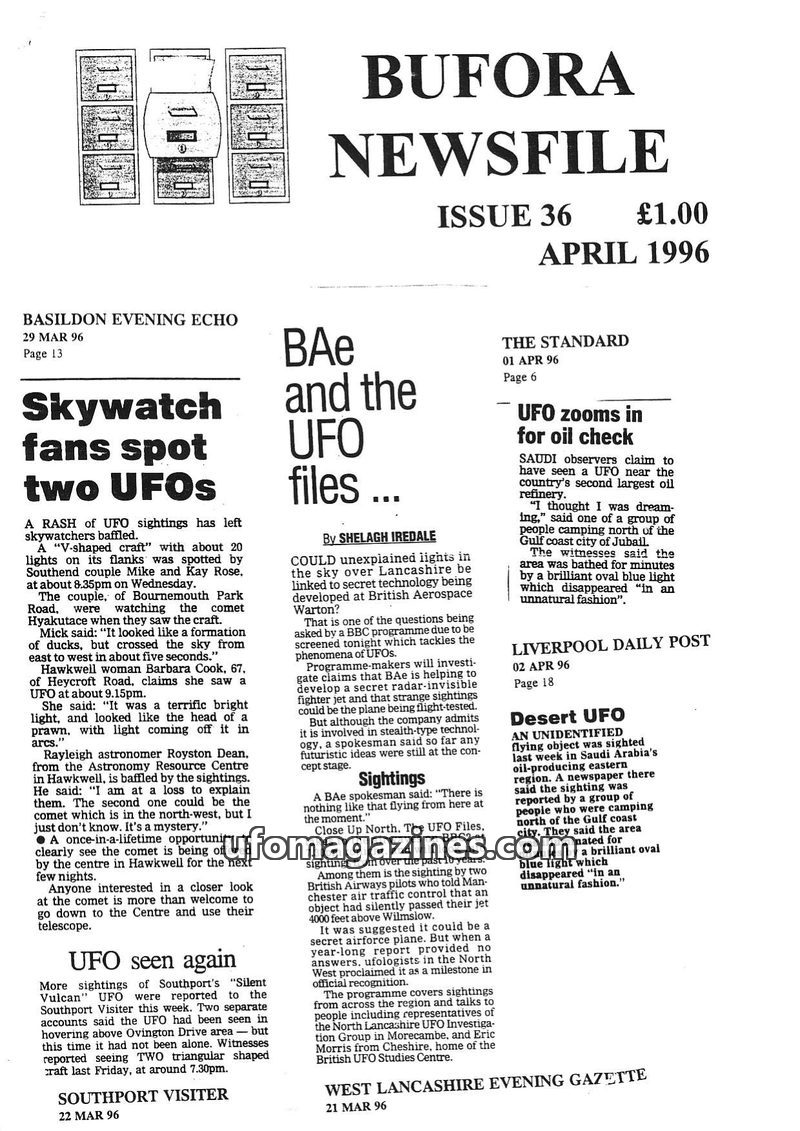 BUFORA
NEWSFILE
ISSUE 36 £1.00
APRIL 1996
BASILDON EVENING ECHO
29 MAR 96
Page 13
Skywatch
fans spot
two UFOs
A RASH of UFO sightings has left
skywatchers baffled.
A "V-shaped craft" with about 20
lights on its flanks was spotted by
Southend couple Mike and Kay Rose,
at about 8.35pm on Wednesday.
The couple, of Bournemouth Park
Road, were watching the comet
Hyakutace when they saw the craft.
Mick said: "It looked like a formation
of ducks, but crossed the sky from
east to west in about five seconds."
Hawkwell woman Barbara Cook, 67,
of Heycroft Road, claims she saw a
UFO at about 9.15pm.
She said: "It was a terrific bright
light, and looked like the head of a
prawn, with light coming off it in
arcs."
Rayleigh astronomer Royston Dean,
from the Astronomy Resource Centre
in Hawkwell, is baffled by the sightings.
He said: "I am at a loss to explain
them. The second one could be the
comet which is in the north-west, but I
just don't know. It's a mystery."
● A once-in-a-lifetime opportunity
clearly see the comet is being of
by the centre in Hawkwell for the next
few nights.
Anyone interested in a closer look
at the comet is more than welcome to
go down to the Centre and use their
telescope.
UFO seen again
More sightings of Southport's "Silent
Vulcan" UFO were reported to the
Southport Visiter this week. Two separate
accounts said the UFO had been seen in
hovering above Ovington Drive area — but
this time it had not been alone. Witnesses
reported seeing TWO triangular shaped
craft last Friday, at around 7.30pm.
SOUTHPORT VISITER
22 MAR 96
BAe
and the
UFO
files ...
By SHELAGH IREDALE
COULD unexplained lights in
the sky over Lancashire be
linked to secret technology being
developed at British Aerospace
Warton?
That is one of the questions being
asked by a BBC programme due to be
screened tonight which tackles the
phenomena of UFOs.
Programme-makers will investi-
gate claims that BAe is helping to
develop a secret radar-invisible
fighter jet and that strange sightings
could be the plane being flight-tested.
But although the company admits
it is involved in stealth-type technol-
ogy, a spokesman said so far any
futuristic ideas were still at the con-
cept stage.
Sightings
A BAe spokesman said: "There is
nothing like that flying from here at
the moment."
Close Up North, The UFO Files,
BBC2 at
sighting in over the past 10 years.
Among them is the sighting by two
British Airways pilots who told Man-
chester air traffic control that an
object had silently passed their jet
4000 feet above Wilmslow.
It was suggested it could be a
secret airforce plane. But when a
year-long report provided no
answers, ufologists in the North
West proclaimed it as a milestone in
official recognition.
The programme covers sightings
from across the region and talks to
people including representatives of
the North Lancashire UFO Investiga-
tion Group in Morecambe, and Eric
Morris from Cheshire, home of the
British UFO Studies Centre.
WEST LANCASHIRE EVENING GAZETTE
21 MAR 96
THE STANDARD
01 APR 96
Page 6
UFO zooms in
for oil check
SAUDI observers claim to
have seen a UFO near the
country's second largest oil
refinery.
"I thought I was dream-
ing," said one of a group of
people camping north of the
Gulf coast city of Jubail.
The witnesses said the
area was bathed for minutes
by a brilliant oval blue light
which disappeared "in an
unnatural fashion".
LIVERPOOL DAILY POST
02 APR 96
Page 18
Desert UFO
AN UNIDENTIFIED
flying object was sighted
last week in Saudi Arabia's
oil-producing eastern
region. A newspaper there
said the sighting was
reported by a group of
people who were camping
north of the Gulf coast
city. They said the area
nated for
a brilliant oval
blue light which
disappeared "in an
unnatural fashion."
ufomagazines.com